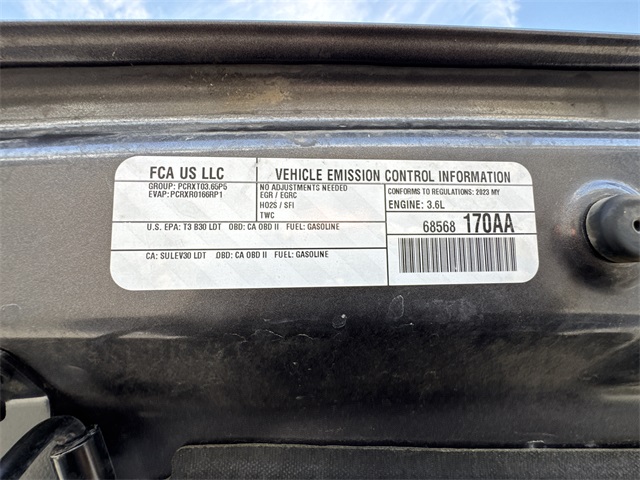 FCA US LLC
VEHICLE EMISSION CONTROL INFORMATION
GROUP: PCRXT03.65P5
EVAP: PCRXR0166RP1
NO ADJUSTMENTS NEEDED
EGR / EGRC
HO2S / SFI
TWC
CONFORMS TO REGULATIONS: 2023 MY
ENGINE: 3.6L
U.S. EPA: T3 B30 LDT OBD: CA OBD II FUEL: GASOLINE
68568 170AA
CA: SULEV30 LDT OBD: CA OBD II FUEL: GASOLINE